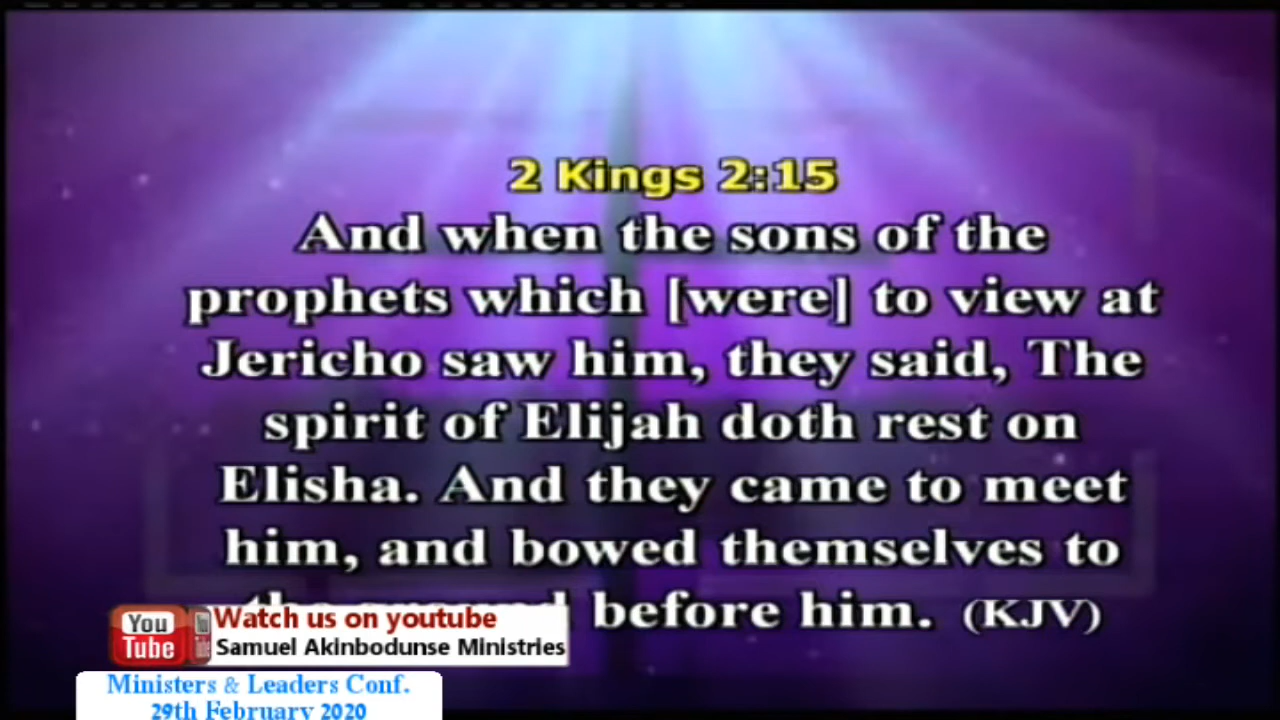 2 Kings 2:15
And when the sons of the
prophets which [were] to view at
Jericho saw him, they said, The
spirit of Elijah doth rest on
Elisha. And they came to meet
him, and bowed themselves to
before him. (KJV)
You
Tube
Watch us on youtube
Samuel Akinbodunse Ministries
Ministers & Leaders Conf.
29th February 2020